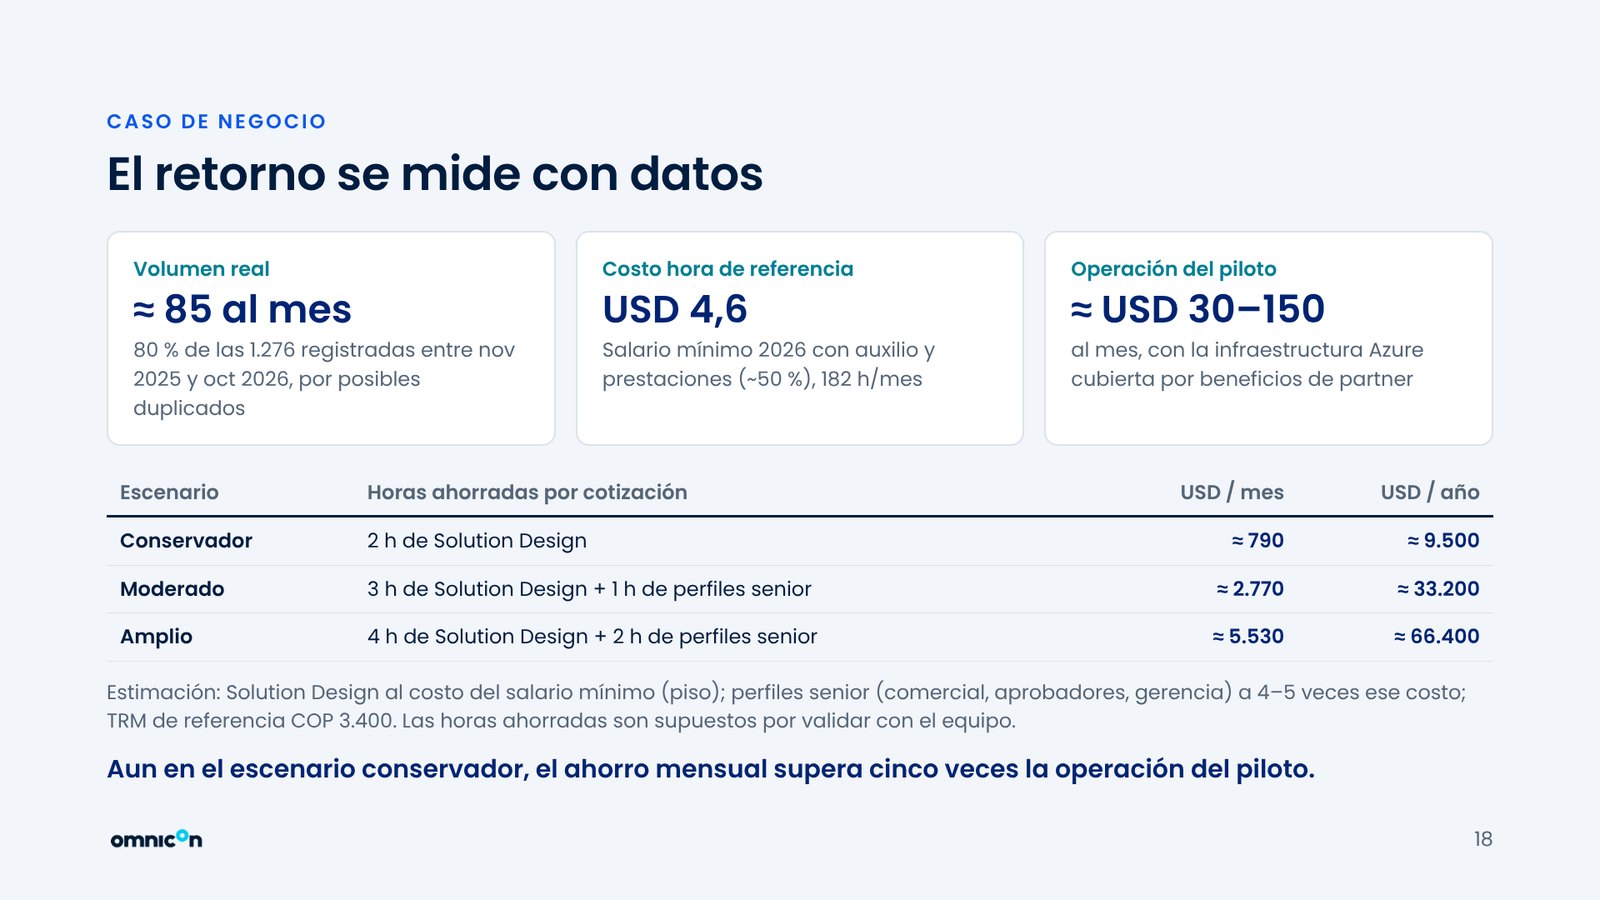 CASO DE NEGOCIO
El retorno se mide con datos
Volumen real
≈ 85 al mes
80 % de las 1.276 registradas entre nov
2025 y oct 2026, por posibles
duplicados
Costo hora de referencia
USD 4,6
Salario mínimo 2026 con auxilio y
prestaciones (~50 %), 182 h/mes
Operación del piloto
≈ USD 30–150
al mes, con la infraestructura Azure
cubierta por beneficios de partner
Escenario Horas ahorradas por cotización USD / mes USD / año
Conservador 2 h de Solution Design ≈ 790 ≈ 9.500
Moderado 3 h de Solution Design + 1 h de perfiles senior ≈ 2.770 ≈ 33.200
Amplio 4 h de Solution Design + 2 h de perfiles senior ≈ 5.530 ≈ 66.400
Estimación: Solution Design al costo del salario mínimo (piso); perfiles senior (comercial, aprobadores, gerencia) a 4–5 veces ese costo;
TRM de referencia COP 3.400. Las horas ahorradas son supuestos por validar con el equipo.
Aun en el escenario conservador, el ahorro mensual supera cinco veces la operación del piloto.
omnicon
18